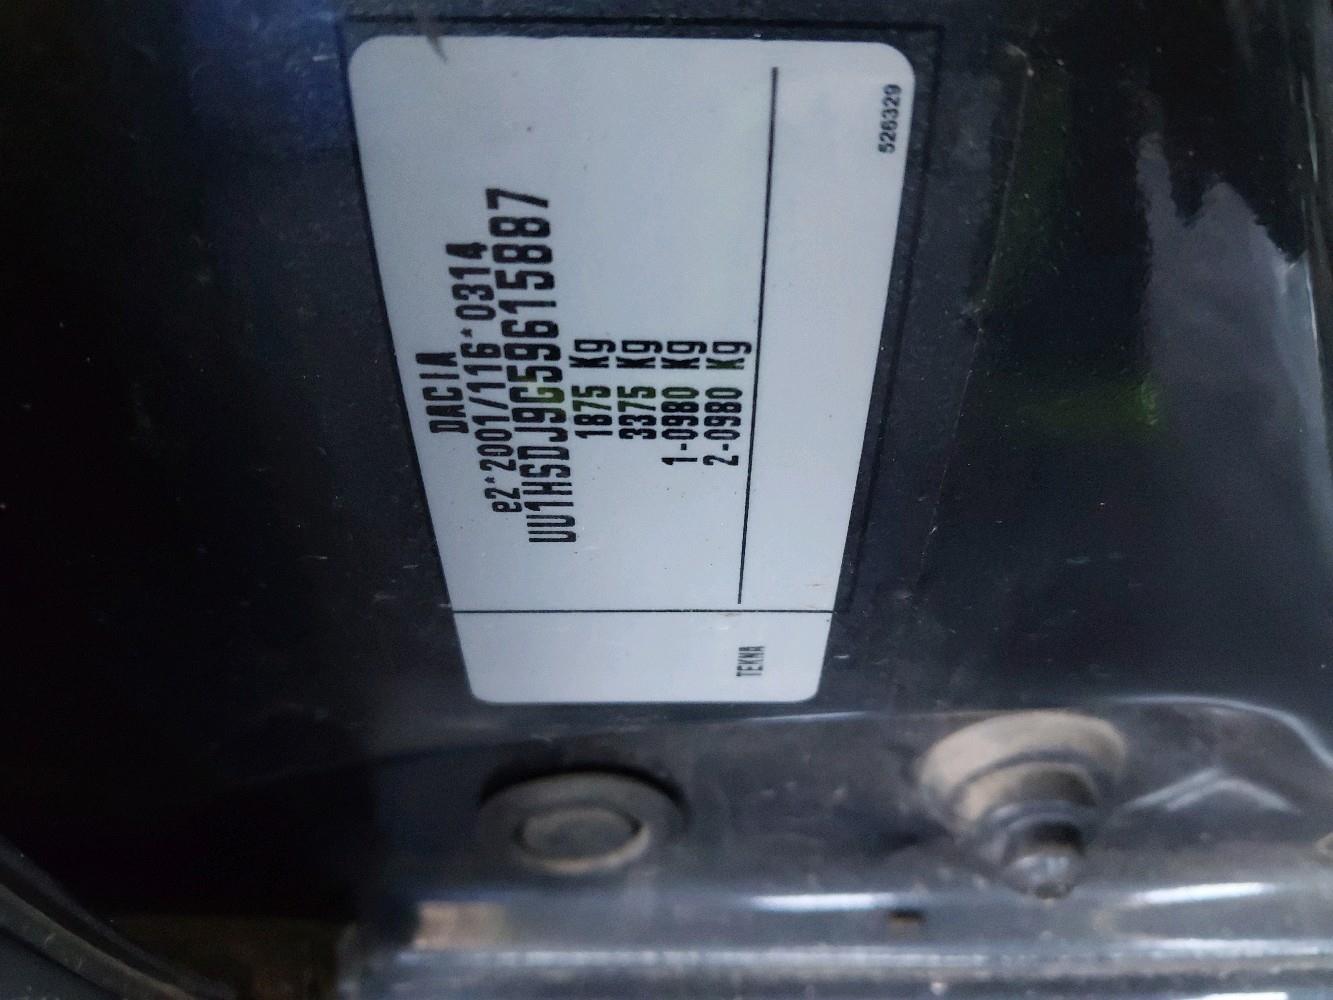 DACIA
e2*2001/116*0314
UU1HSDJ9G59615887
1875 Kg
3375 Kg
1-0980 Kg
2-0980 Kg
526329
TEKNA